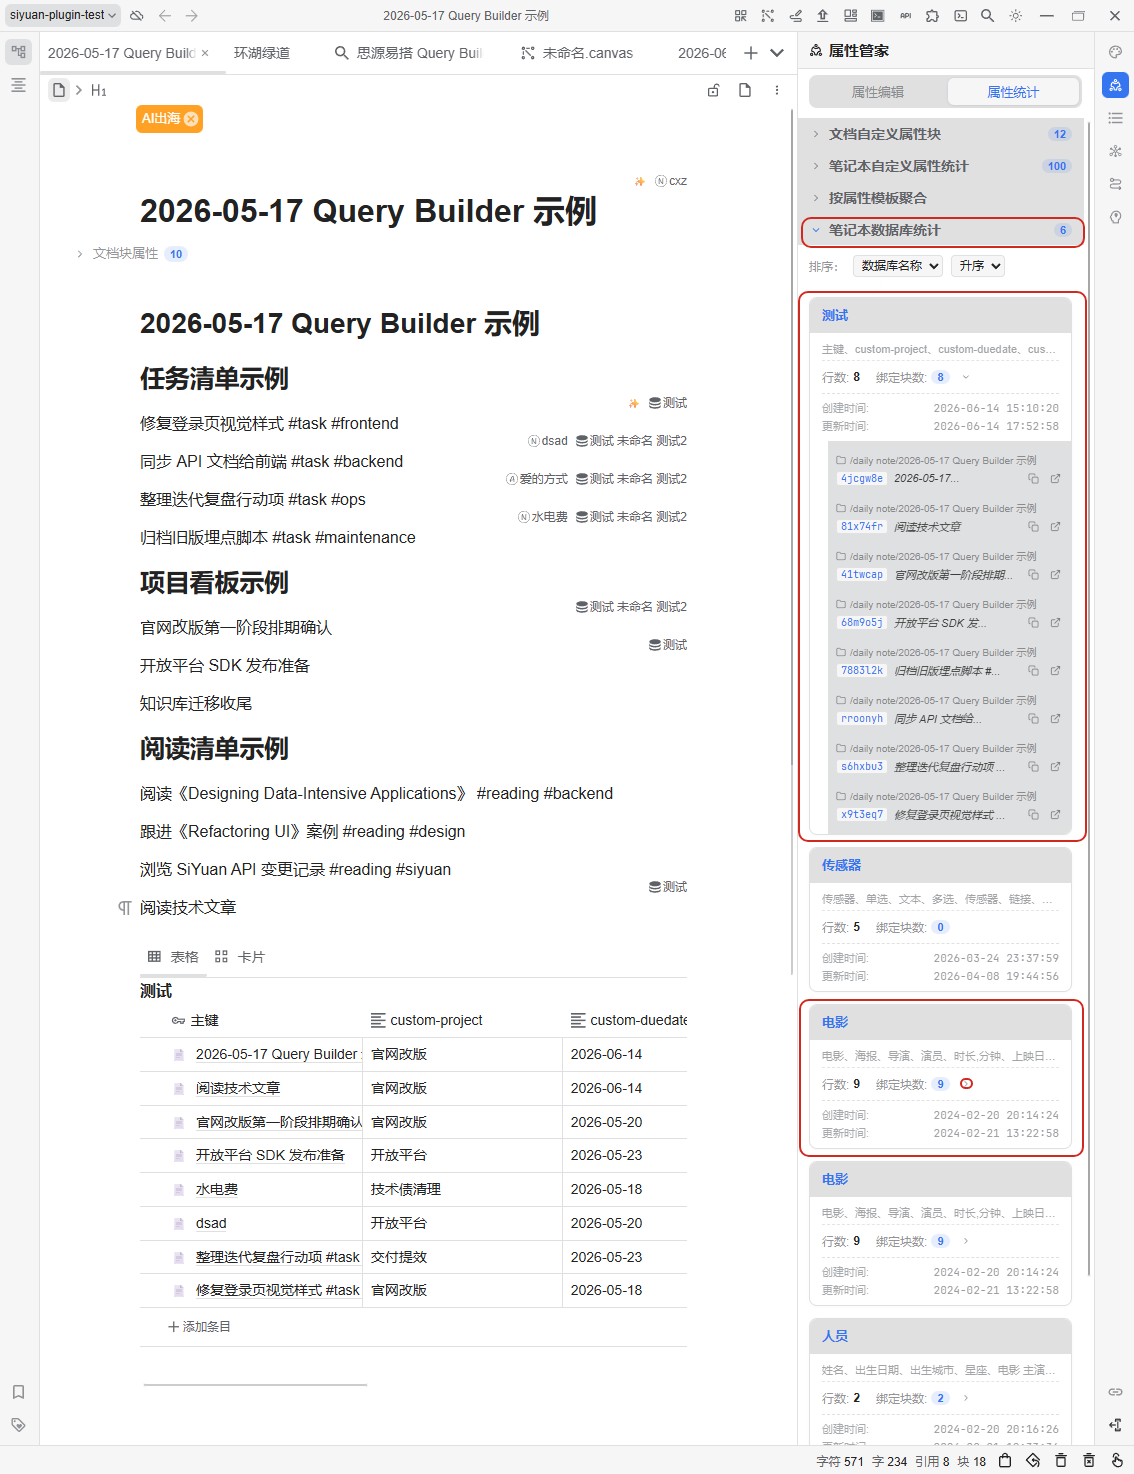 siyuan-plugin-test
2026-05-17 Query Builder 示例
API
2026-05-17 Query Build
环湖绿道
思源易搭 Query Buil
未命名.canvas
2026-06
H1
AI出海
N cxz
2026-05-17 Query Builder 示例
文档块属性 10
2026-05-17 Query Builder 示例
任务清单示例
测试
修复登录页视觉样式 #task #frontend
N dsad 测试 未命名 测试2
同步 API 文档给前端 #task #backend
A 爱的方式 测试 未命名 测试2
整理迭代复盘行动项 #task #ops
N 水电费 测试 未命名 测试2
归档旧版埋点脚本 #task #maintenance
项目看板示例
测试 未命名 测试2
官网改版第一阶段排期确认
测试
开放平台 SDK 发布准备
知识库迁移收尾
阅读清单示例
阅读《Designing Data-Intensive Applications》 #reading #backend
跟进《Refactoring UI》案例 #reading #design
浏览 SiYuan API 变更记录 #reading #siyuan
测试
阅读技术文章
表格 卡片
测试
主键 custom-project custom-duedate
2026-05-17 Query Builder 官网改版 2026-06-14
阅读技术文章 官网改版 2026-06-14
官网改版第一阶段排期确认 官网改版 2026-05-20
开放平台 SDK 发布准备 开放平台 2026-05-23
水电费 技术债清理 2026-05-18
dsad 开放平台 2026-05-20
整理迭代复盘行动项 #task 交付提效 2026-05-23
修复登录页视觉样式 #task 官网改版 2026-05-18
添加条目
属性管家
属性编辑 属性统计
文档自定义属性块 12
笔记本自定义属性统计 100
按属性模板聚合
笔记本数据库统计 6
排序: 数据库名称 升序
测试
主键、custom-project、custom-duedate、cus...
行数: 8 绑定块数: 8
创建时间: 2026-06-14 15:10:20
更新时间: 2026-06-14 17:52:58
/daily note/2026-05-17 Query Builder 示例
4jcgw8e 2026-05-17...
/daily note/2026-05-17 Query Builder 示例
81x74fr 阅读技术文章
/daily note/2026-05-17 Query Builder 示例
41twcap 官网改版第一阶段排期...
/daily note/2026-05-17 Query Builder 示例
68m9o5j 开放平台 SDK 发...
/daily note/2026-05-17 Query Builder 示例
7883l2k 归档旧版埋点脚本 #...
/daily note/2026-05-17 Query Builder 示例
rroonyh 同步 API 文档给...
/daily note/2026-05-17 Query Builder 示例
s6hxbu3 整理迭代复盘行动项 ...
/daily note/2026-05-17 Query Builder 示例
x9t3eq7 修复登录页视觉样式 ...
传感器
传感器、单选、文本、多选、传感器、链接、...
行数: 5 绑定块数: 0
创建时间: 2026-03-24 23:37:59
更新时间: 2026-04-08 19:44:56
电影
电影、海报、导演、演员、时长,分钟、上映日...
行数: 9 绑定块数: 9
创建时间: 2024-02-20 20:14:24
更新时间: 2024-02-21 13:22:58
电影
电影、海报、导演、演员、时长,分钟、上映日...
行数: 9 绑定块数: 9
创建时间: 2024-02-20 20:14:24
更新时间: 2024-02-21 13:22:58
人员
姓名、出生日期、出生城市、星座、电影 主演...
行数: 2 绑定块数: 2
创建时间: 2024-02-20 20:16:26
字符 571 字 234 引用 8 块 18